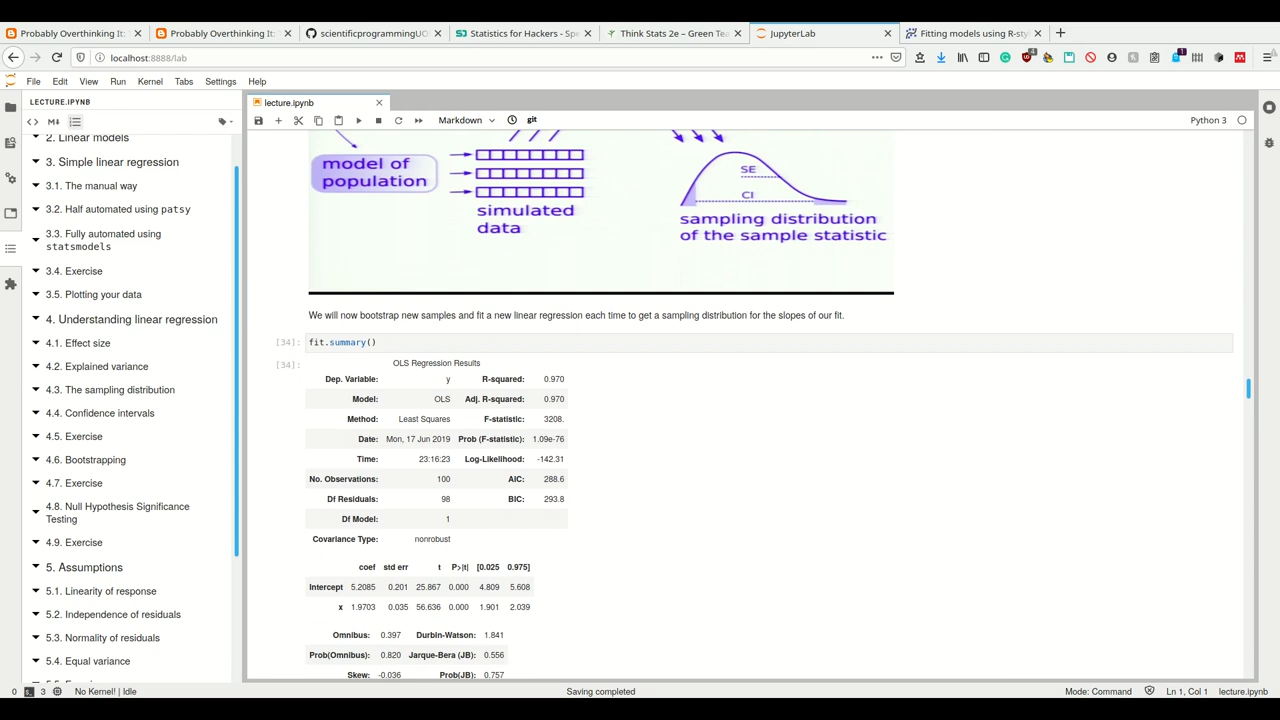 Probably Overthinking It:
Probably Overthinking It:
scientificprogrammingUO
Statistics for Hackers - Spe
Think Stats 2e – Green Tea
JupyterLab
Fitting models using R-sty
localhost:8888/lab
4
1
File Edit View Run Kernel Tabs Settings Help
LECTURE.IPYNB
2. Linear models
3. Simple linear regression
3.1. The manual way
3.2. Half automated using patsy
3.3. Fully automated using
statsmodels
3.4. Exercise
3.5. Plotting your data
4. Understanding linear regression
4.1. Effect size
4.2. Explained variance
4.3. The sampling distribution
4.4. Confidence intervals
4.5. Exercise
4.6. Bootstrapping
4.7. Exercise
4.8. Null Hypothesis Significance
Testing
4.9. Exercise
5. Assumptions
5.1. Linearity of response
5.2. Independence of residuals
5.3. Normality of residuals
5.4. Equal variance
lecture.ipynb
Markdown
git
Python 3
model of
population
simulated
data
SE
CI
sampling distribution
of the sample statistic
We will now bootstrap new samples and fit a new linear regression each time to get a sampling distribution for the slopes of our fit.
[34]: fit.summary()
[34]: OLS Regression Results
Dep. Variable: y R-squared: 0.970
Model: OLS Adj. R-squared: 0.970
Method: Least Squares F-statistic: 3208.
Date: Mon, 17 Jun 2019 Prob (F-statistic): 1.09e-76
Time: 23:16:23 Log-Likelihood: -142.31
No. Observations: 100 AIC: 288.6
Df Residuals: 98 BIC: 293.8
Df Model: 1
Covariance Type: nonrobust
coef std err t P>|t| [0.025 0.975]
Intercept 5.2085 0.201 25.867 0.000 4.809 5.608
x 1.9703 0.035 56.636 0.000 1.901 2.039
Omnibus: 0.397 Durbin-Watson: 1.841
Prob(Omnibus): 0.820 Jarque-Bera (JB): 0.556
Skew: -0.036 Prob(JB): 0.757
0 3 No Kernel! | Idle
Saving completed
Mode: Command
Ln 1, Col 1
lecture.ipynb